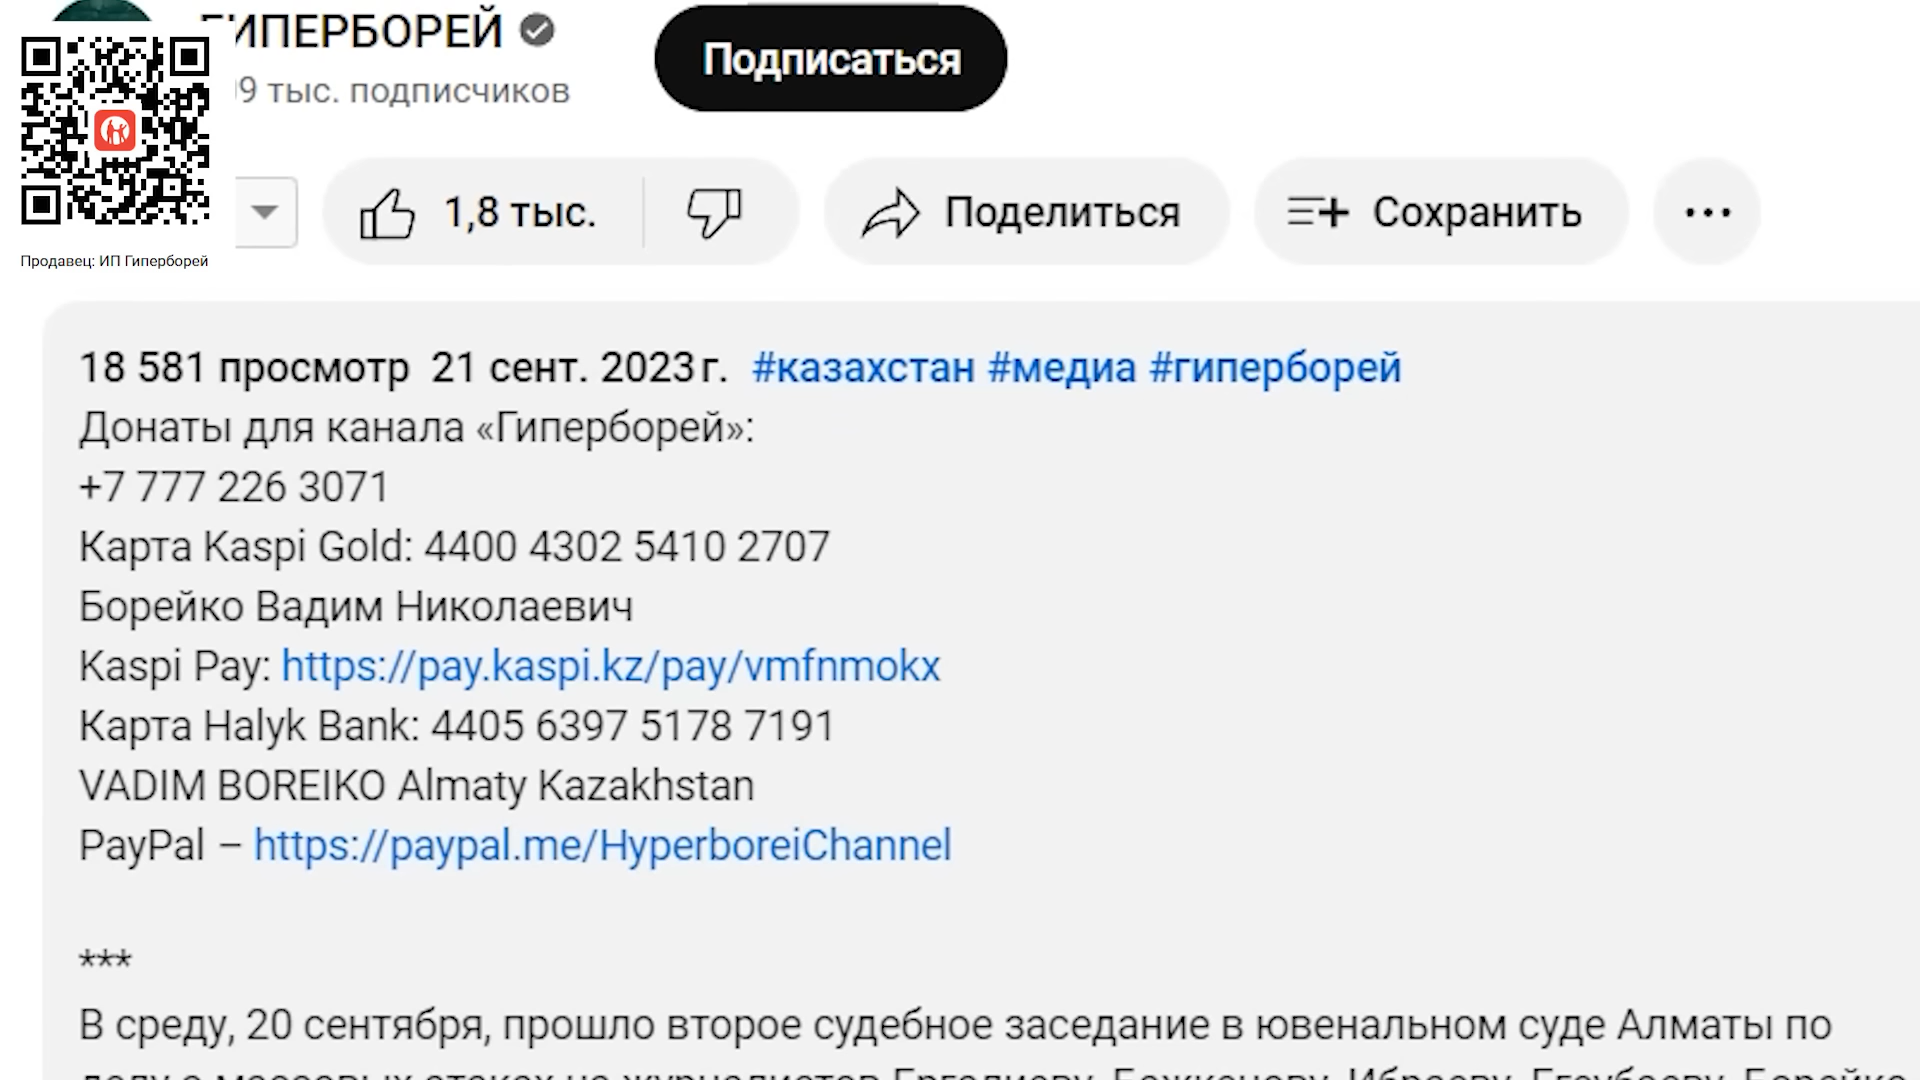 ГИПЕРБОРЕЙ
9 тыс. подписчиков
Подписаться
1,8 тыс.
Поделиться
Сохранить
Продавец: ИП Гиперборей
18 581 просмотр 21 сент. 2023 г. #казахстан #медиа #гиперборей
Донаты для канала «Гиперборей»:
+7 777 226 3071
Карта Kaspi Gold: 4400 4302 5410 2707
Борейко Вадим Николаевич
Kaspi Pay: https://pay.kaspi.kz/pay/vmfnmokx
Карта Halyk Bank: 4405 6397 5178 7191
VADIM BOREIKO Almaty Kazakhstan
PayPal – https://paypal.me/HyperboreiChannel
***
В среду, 20 сентября, прошло второе судебное заседание в ювенальном суде Алматы по